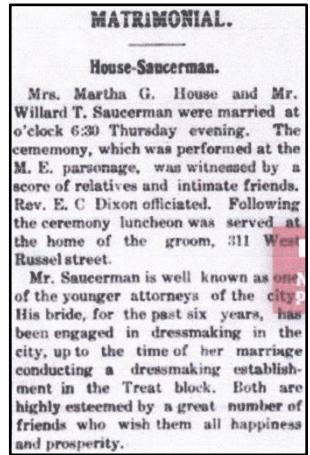 MATRIMONIAL.
House-Saucerman.
Mrs. Martha G. House and Mr.
Willard T. Saucerman were married at
o'clock 6:30 Thursday evening. The
cememony, which was performed at the
M. E. parsonage, was witnessed by a
score of relatives and intimate friends.
Rev. E. C Dixon officiated. Following
the ceremony luncheon was served at
the home of the groom, 311 West
Russel street.
Mr. Saucerman is well known as one
of the younger attorneys of the city.
His bride, for the past six years, has
been engaged in dressmaking in the
city, up to the time of her marriage
conducting a dressmaking establish-
ment in the Treat block. Both are
highly esteemed by a great number of
friends who wish them all happiness
and prosperity.